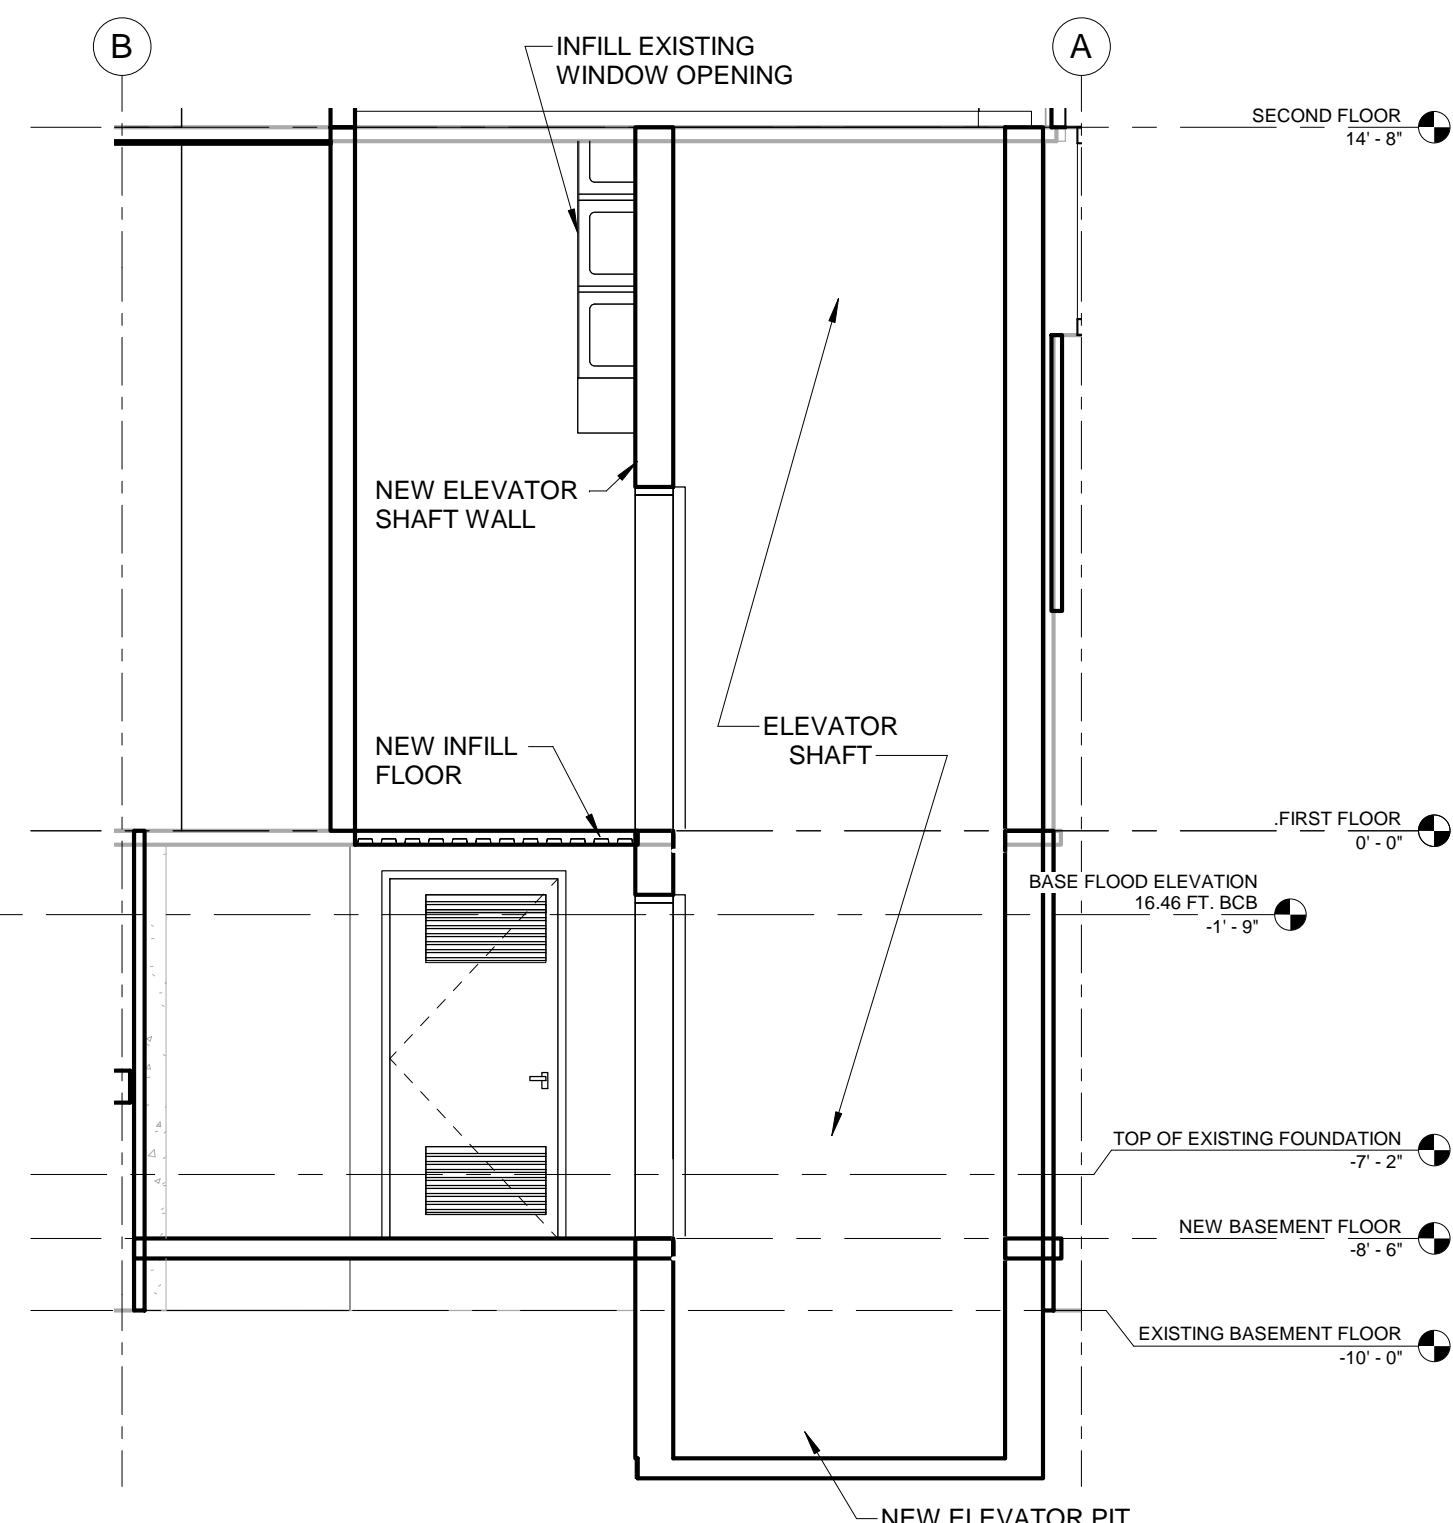 B
A
INFILL EXISTING
WINDOW OPENING
SECOND FLOOR
14' - 8"
NEW ELEVATOR
SHAFT WALL
NEW INFILL
FLOOR
ELEVATOR
SHAFT
FIRST FLOOR
0' - 0"
BASE FLOOD ELEVATION
16.46 FT. BCB
-1' - 9"
TOP OF EXISTING FOUNDATION
-7' - 2"
NEW BASEMENT FLOOR
-8' - 6"
EXISTING BASEMENT FLOOR
-10' - 0"
NEW ELEVATOR PIT